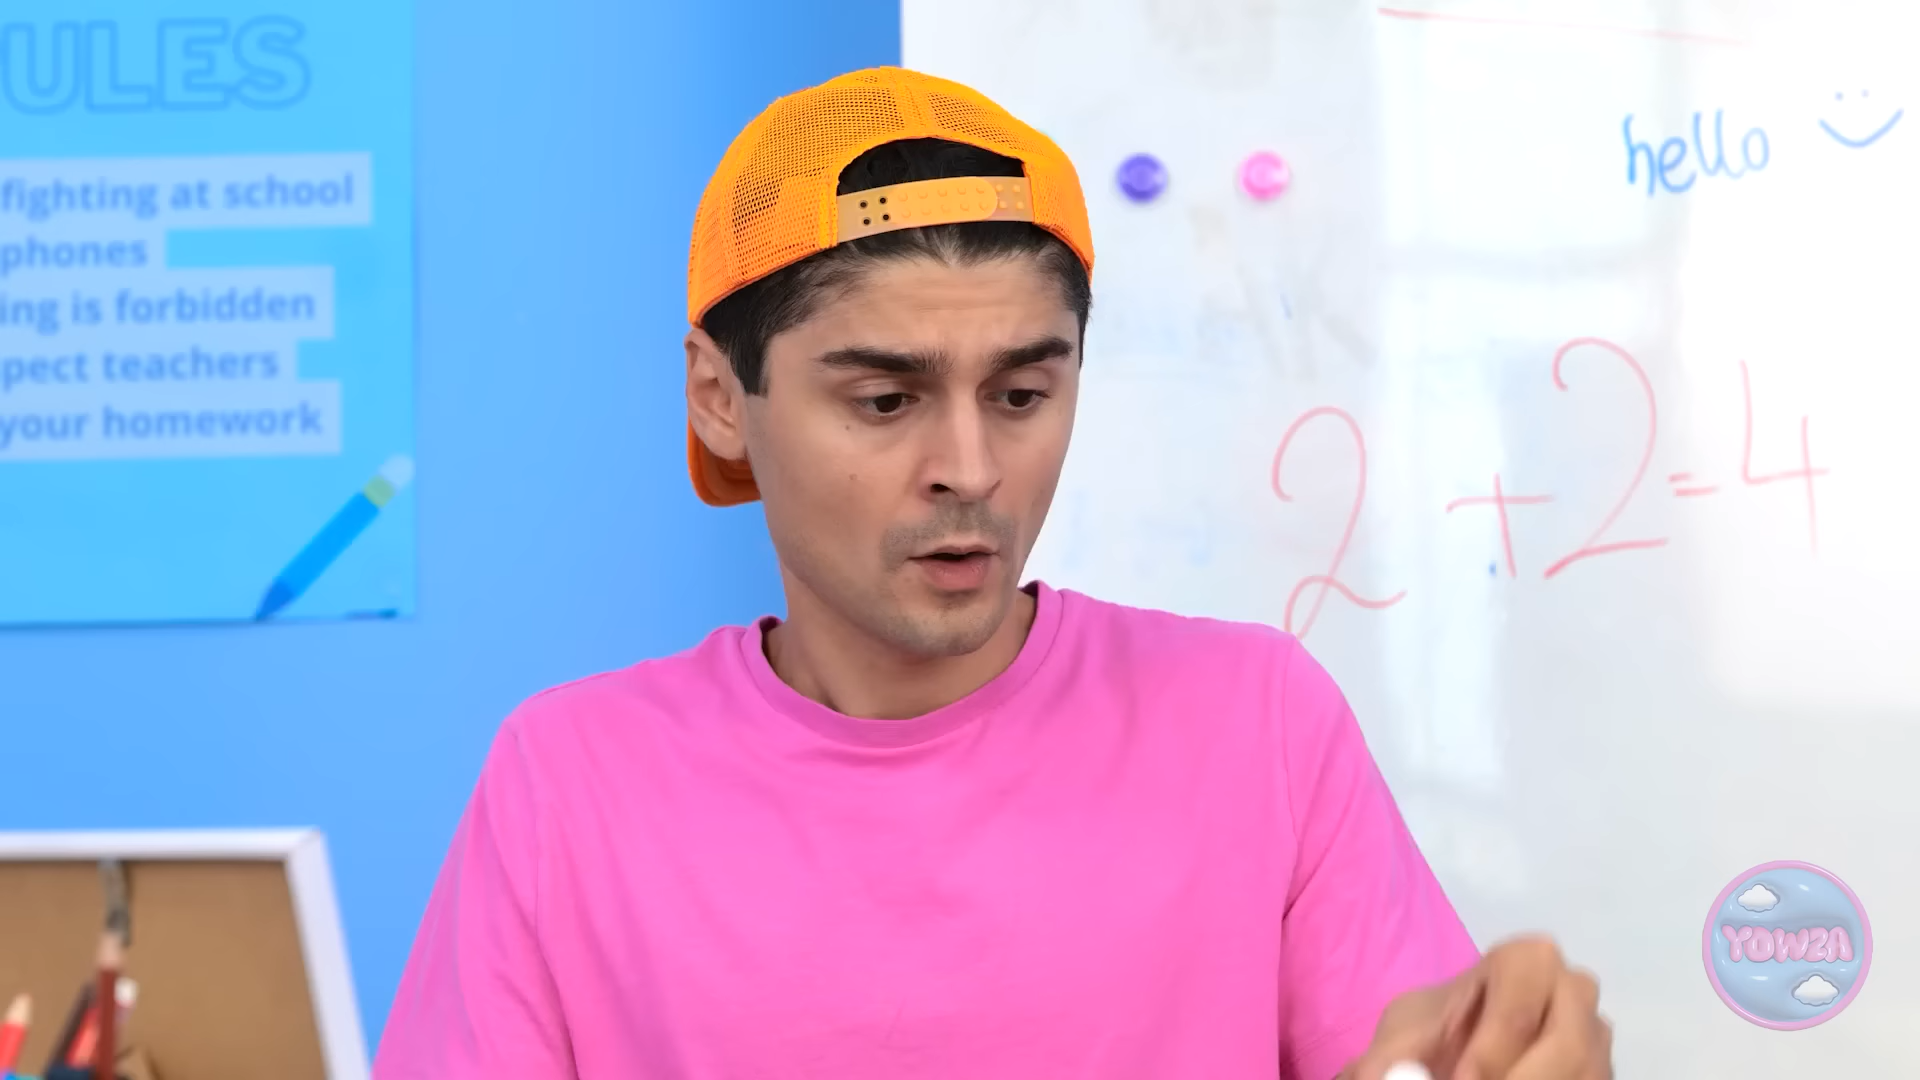 ULES
fighting at school
phones
ing is forbidden
pect teachers
your homework
hello
2 + 2 = 4
YOWZA